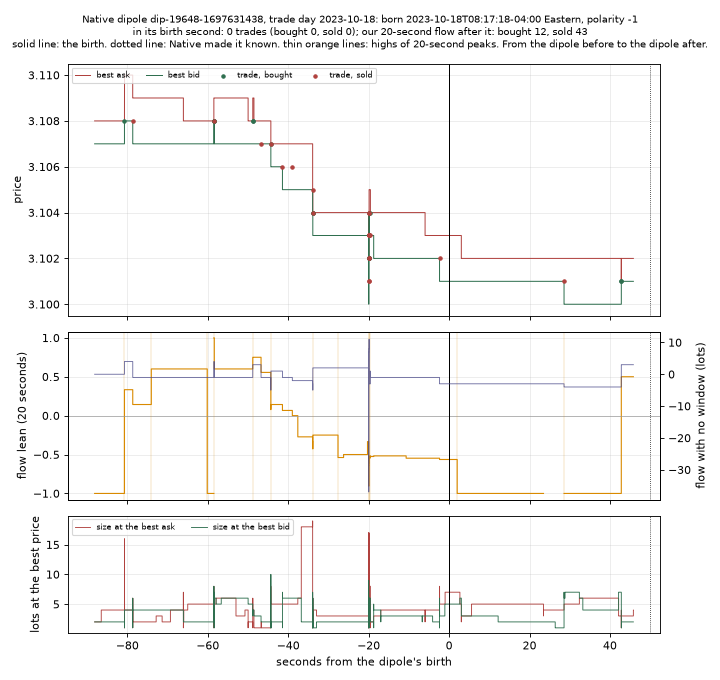 Native dipole dip-19648-1697631438, trade day 2023-10-18: born 2023-10-18T08:17:18-04:00 Eastern, polarity -1
in its birth second: 0 trades (bought 0, sold 0); our 20-second flow after it: bought 12, sold 43
solid line: the birth. dotted line: Native made it known. thin orange lines: highs of 20-second peaks. From the dipole before to the dipole after.
best ask best bid trade, bought trade, sold
3.110
3.108
3.106
3.104
3.102
3.100
price
1.0
0.5
0.0
−0.5
−1.0
flow lean (20 seconds)
10
0
−10
−20
−30
flow with no window (lots)
size at the best ask size at the best bid
15
10
5
lots at the best price
−80 −60 −40 −20 0 20 40
seconds from the dipole's birth